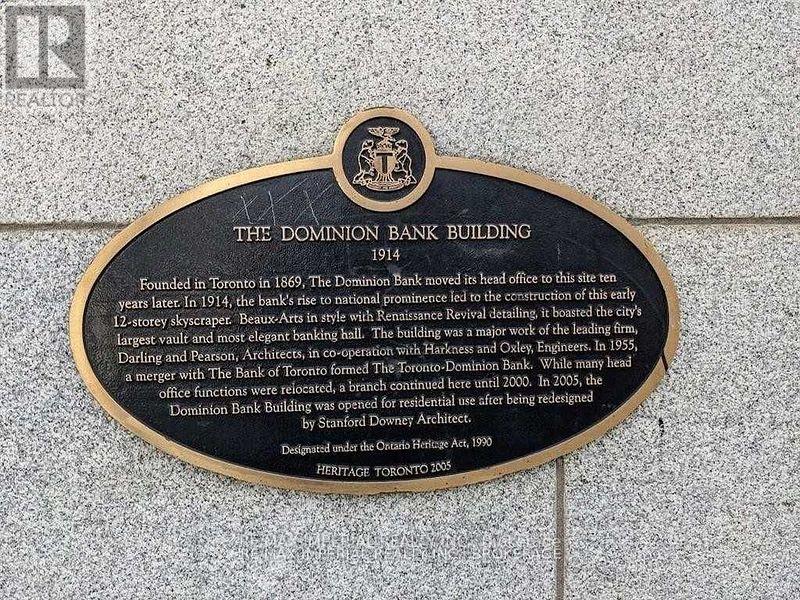 R
REALTOR
T
THE DOMINION BANK BUILDING
1914
Founded in Toronto in 1869, The Dominion Bank moved its head office to this site ten
years later. In 1914, the bank's rise to national prominence led to the construction of this early
12-storey skyscraper. Beaux-Arts in style with Renaissance Revival detailing, it boasted the city's
largest vault and most elegant banking hall. The building was a major work of the leading firm,
Darling and Pearson, Architects, in co-operation with Harkness and Oxley, Engineers. In 1955,
a merger with The Bank of Toronto formed The Toronto-Dominion Bank. While many head
office functions were relocated, a branch continued here until 2000. In 2005, the
Dominion Bank Building was opened for residential use after being redesigned
by Stanford Downey Architect.
Designated under the Ontario Heritage Act, 1990
HERITAGE TORONTO 2005
BROKERAGE